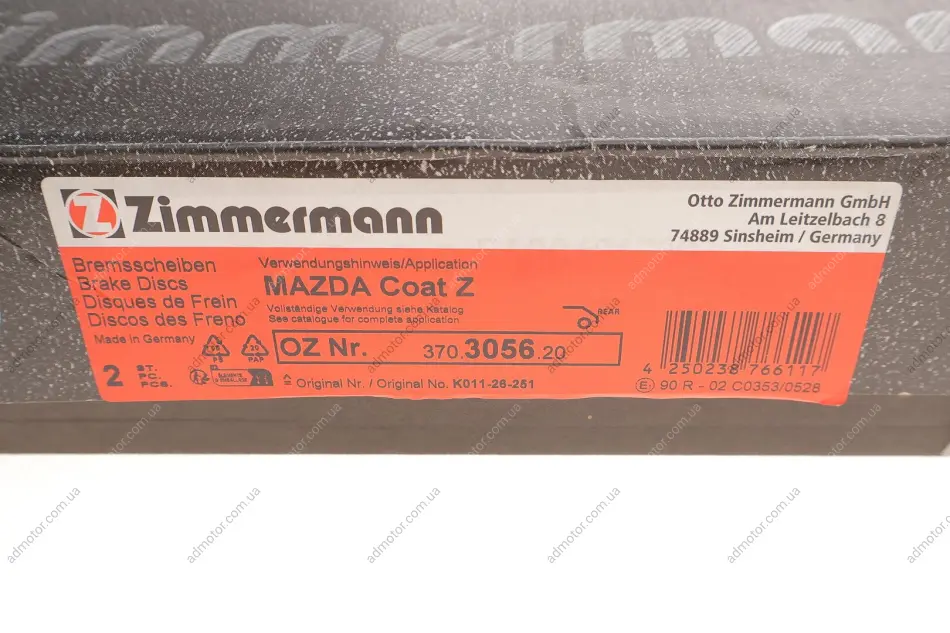 Zimmermann
Zimmermann
Otto Zimmermann GmbH
Am Leitzelbach 8
74889 Sinsheim / Germany
Bremsscheiben
Brake Discs
Disques de Frein
Discos des Freno
Made in Germany
2 ST.
PC.
PCS.
PAP
Verwendungshinweis/Application
MAZDA Coat Z
Vollständige Verwendung siehe Katalog
See catalogue for complete application
REAR
OZ Nr. 370.3056.20
≙ Original Nr. / Original No. K011-26-251
4 250238 766117
90 R - 02 C0353/0528
admotor.com.ua